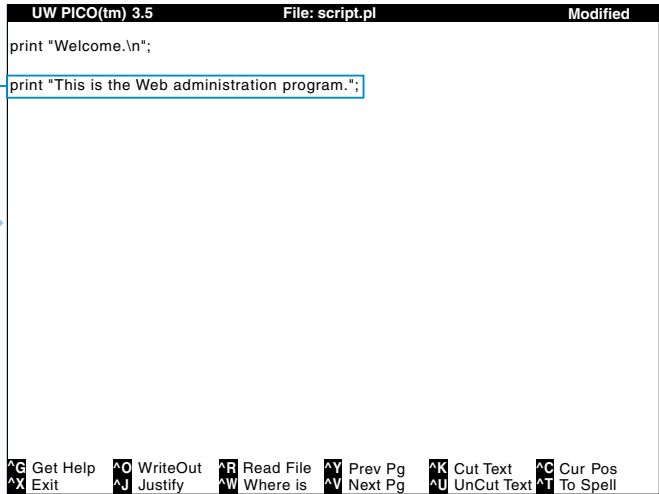 UW PICO(tm) 3.5 File: script.pl Modified
print "Welcome.\n";
print "This is the Web administration program.";
^G Get Help ^O WriteOut ^R Read File ^Y Prev Pg ^K Cut Text ^C Cur Pos
^X Exit ^J Justify ^W Where is ^V Next Pg ^U UnCut Text ^T To Spell